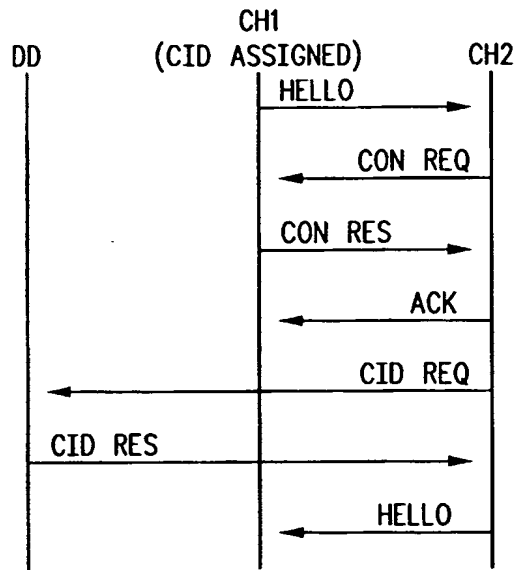 CH1
DD (CID ASSIGNED) CH2
HELLO
CON REQ
CON RES
ACK
CID REQ
CID RES
HELLO